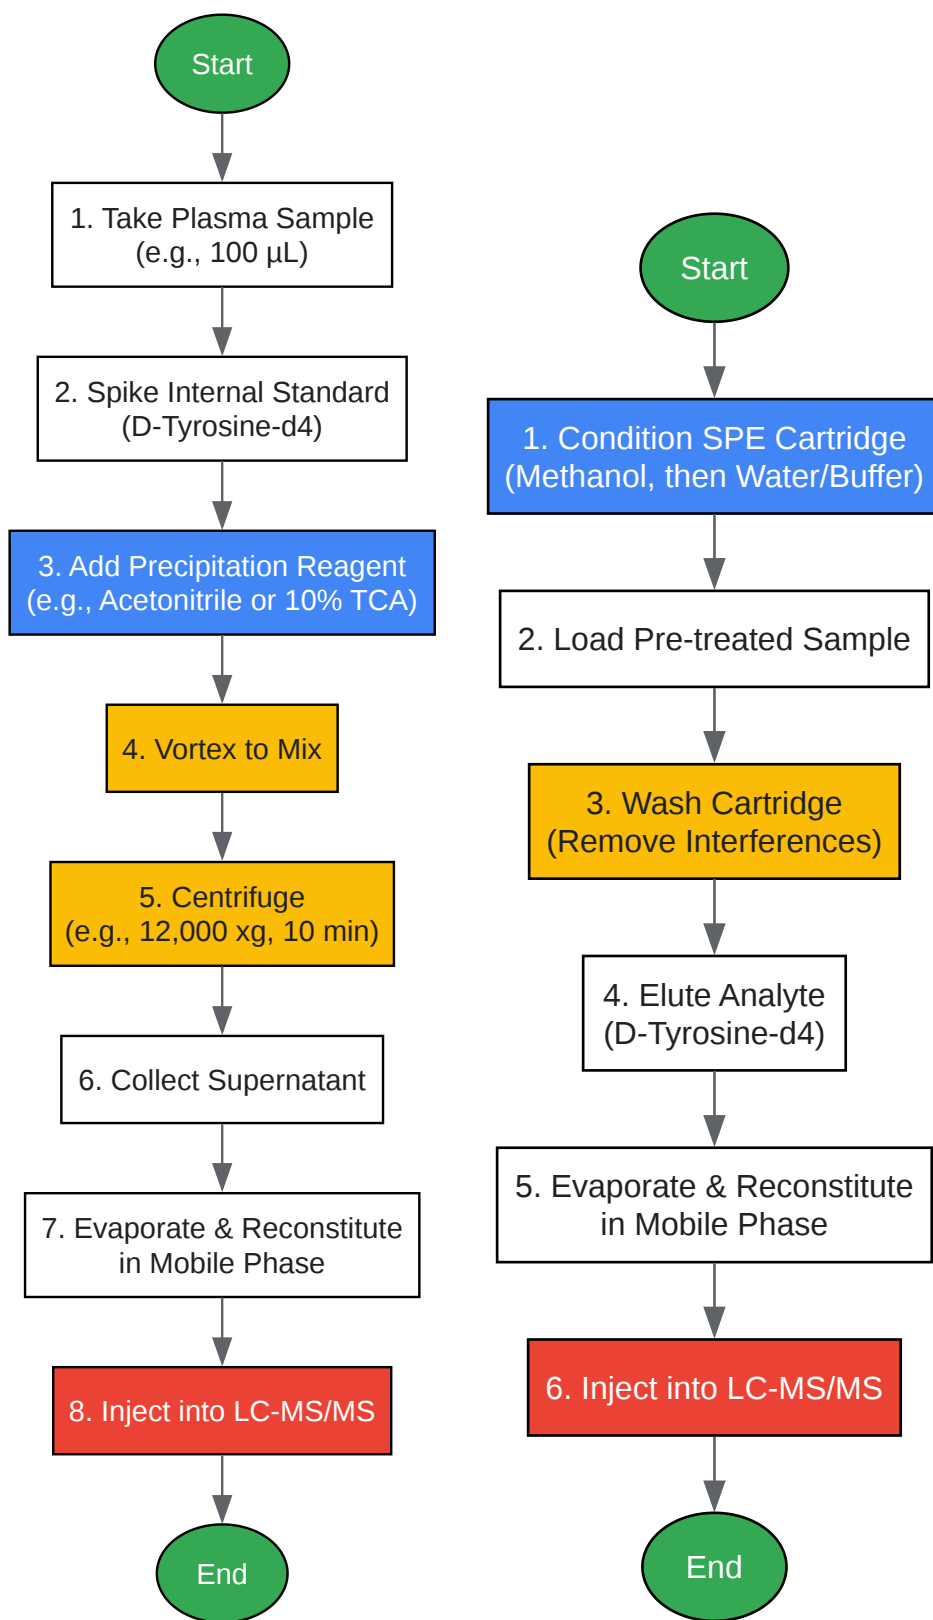 Start
1. Take Plasma Sample
(e.g., 100 µL)
2. Spike Internal Standard
(D-Tyrosine-d4)
3. Add Precipitation Reagent
(e.g., Acetonitrile or 10% TCA)
4. Vortex to Mix
5. Centrifuge
(e.g., 12,000 xg, 10 min)
6. Collect Supernatant
7. Evaporate & Reconstitute
in Mobile Phase
8. Inject into LC-MS/MS
End
Start
1. Condition SPE Cartridge
(Methanol, then Water/Buffer)
2. Load Pre-treated Sample
3. Wash Cartridge
(Remove Interferences)
4. Elute Analyte
(D-Tyrosine-d4)
5. Evaporate & Reconstitute
in Mobile Phase
6. Inject into LC-MS/MS
End